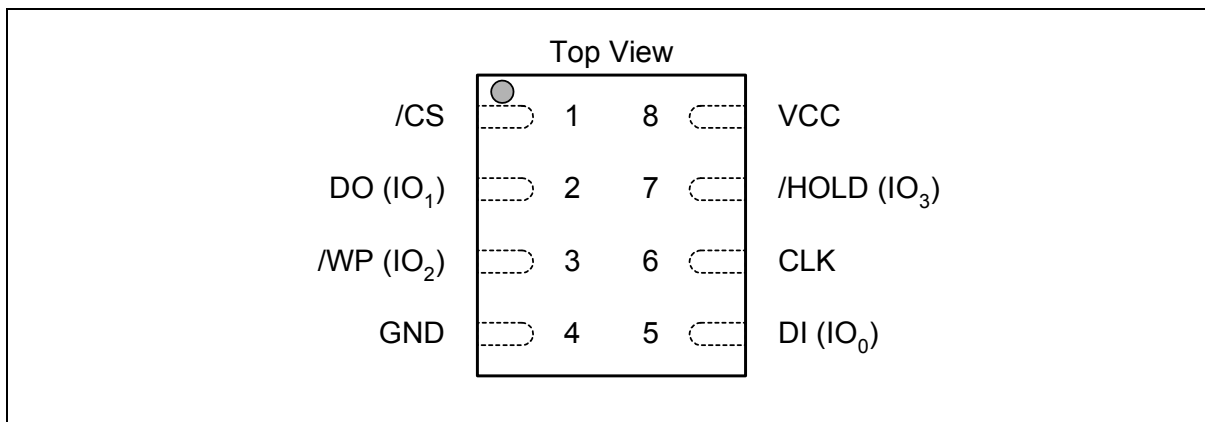 Top View
/CS 1 8 VCC
DO (IO₁) 2 7 /HOLD (IO₃)
/WP (IO₂) 3 6 CLK
GND 4 5 DI (IO₀)